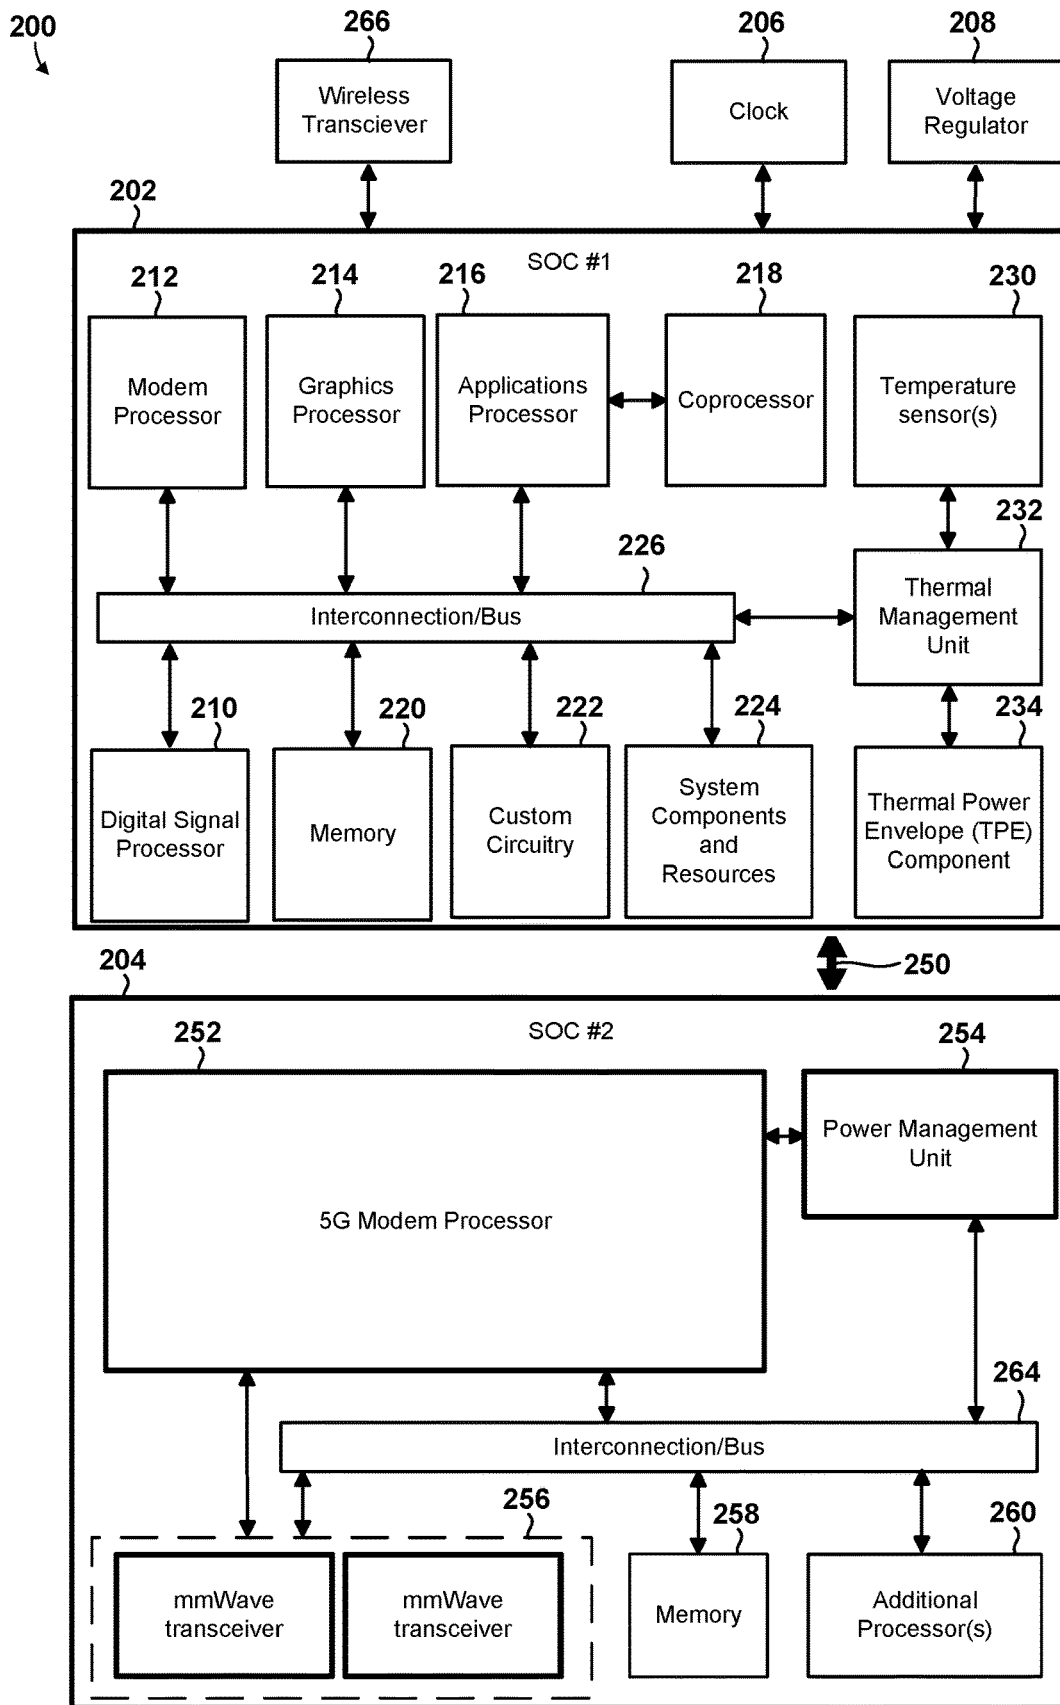 200
266
206
208
Wireless
Transciever
Clock
Voltage
Regulator
202
SOC #1
212
214
216
218
230
Modem
Processor
Graphics
Processor
Applications
Processor
Coprocessor
Temperature
sensor(s)
232
226
Interconnection/Bus
Thermal
Management
Unit
210
220
222
224
234
Digital Signal
Processor
Memory
Custom
Circuitry
System
Components
and
Resources
Thermal Power
Envelope (TPE)
Component
204
250
SOC #2
252
254
5G Modem Processor
Power Management
Unit
264
Interconnection/Bus
256
258
260
mmWave
transceiver
mmWave
transceiver
Memory
Additional
Processor(s)